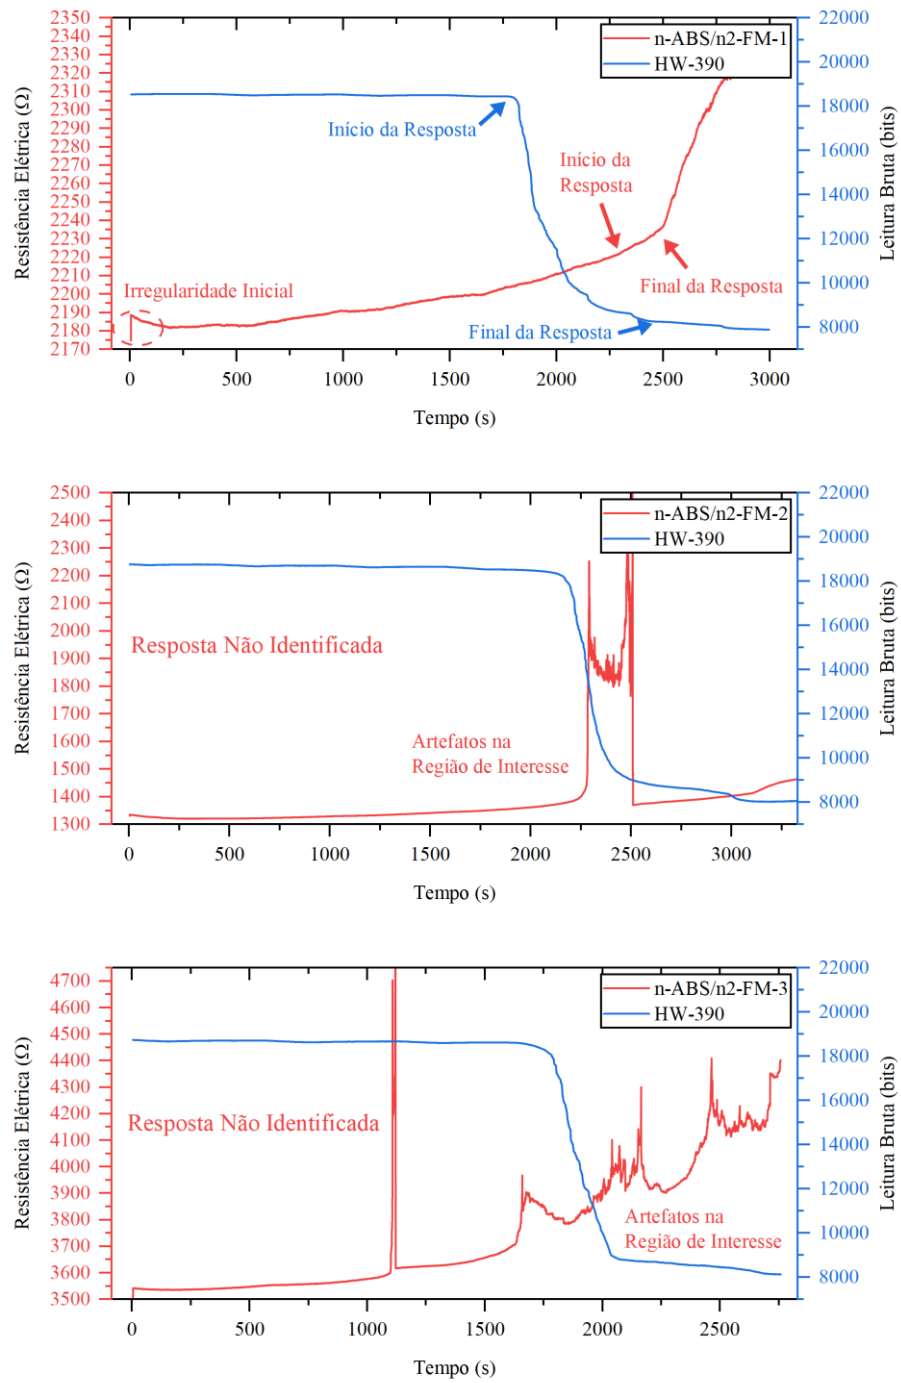 2350
2340
2330
2320
2310
2300
2290
2280
2270
2260
2250
2240
2230
2220
2210
2200
2190
2180
2170
Resistência Elétrica (Ω)
n-ABS/n2-FM-1
HW-390
Início da Resposta
Início da
Resposta
Irregularidade Inicial
Final da Resposta
Final da Resposta
22000
20000
18000
16000
14000
12000
10000
8000
Leitura Bruta (bits)
0 500 1000 1500 2000 2500 3000
Tempo (s)
2500
2400
2300
2200
2100
2000
1900
1800
1700
1600
1500
1400
1300
Resistência Elétrica (Ω)
n-ABS/n2-FM-2
HW-390
Resposta Não Identificada
Artefatos na
Região de Interesse
22000
20000
18000
16000
14000
12000
10000
8000
Leitura Bruta (bits)
0 500 1000 1500 2000 2500 3000
Tempo (s)
4700
4600
4500
4400
4300
4200
4100
4000
3900
3800
3700
3600
3500
Resistência Elétrica (Ω)
n-ABS/n2-FM-3
HW-390
Resposta Não Identificada
Artefatos na
Região de Interesse
22000
20000
18000
16000
14000
12000
10000
8000
Leitura Bruta (bits)
0 500 1000 1500 2000 2500
Tempo (s)